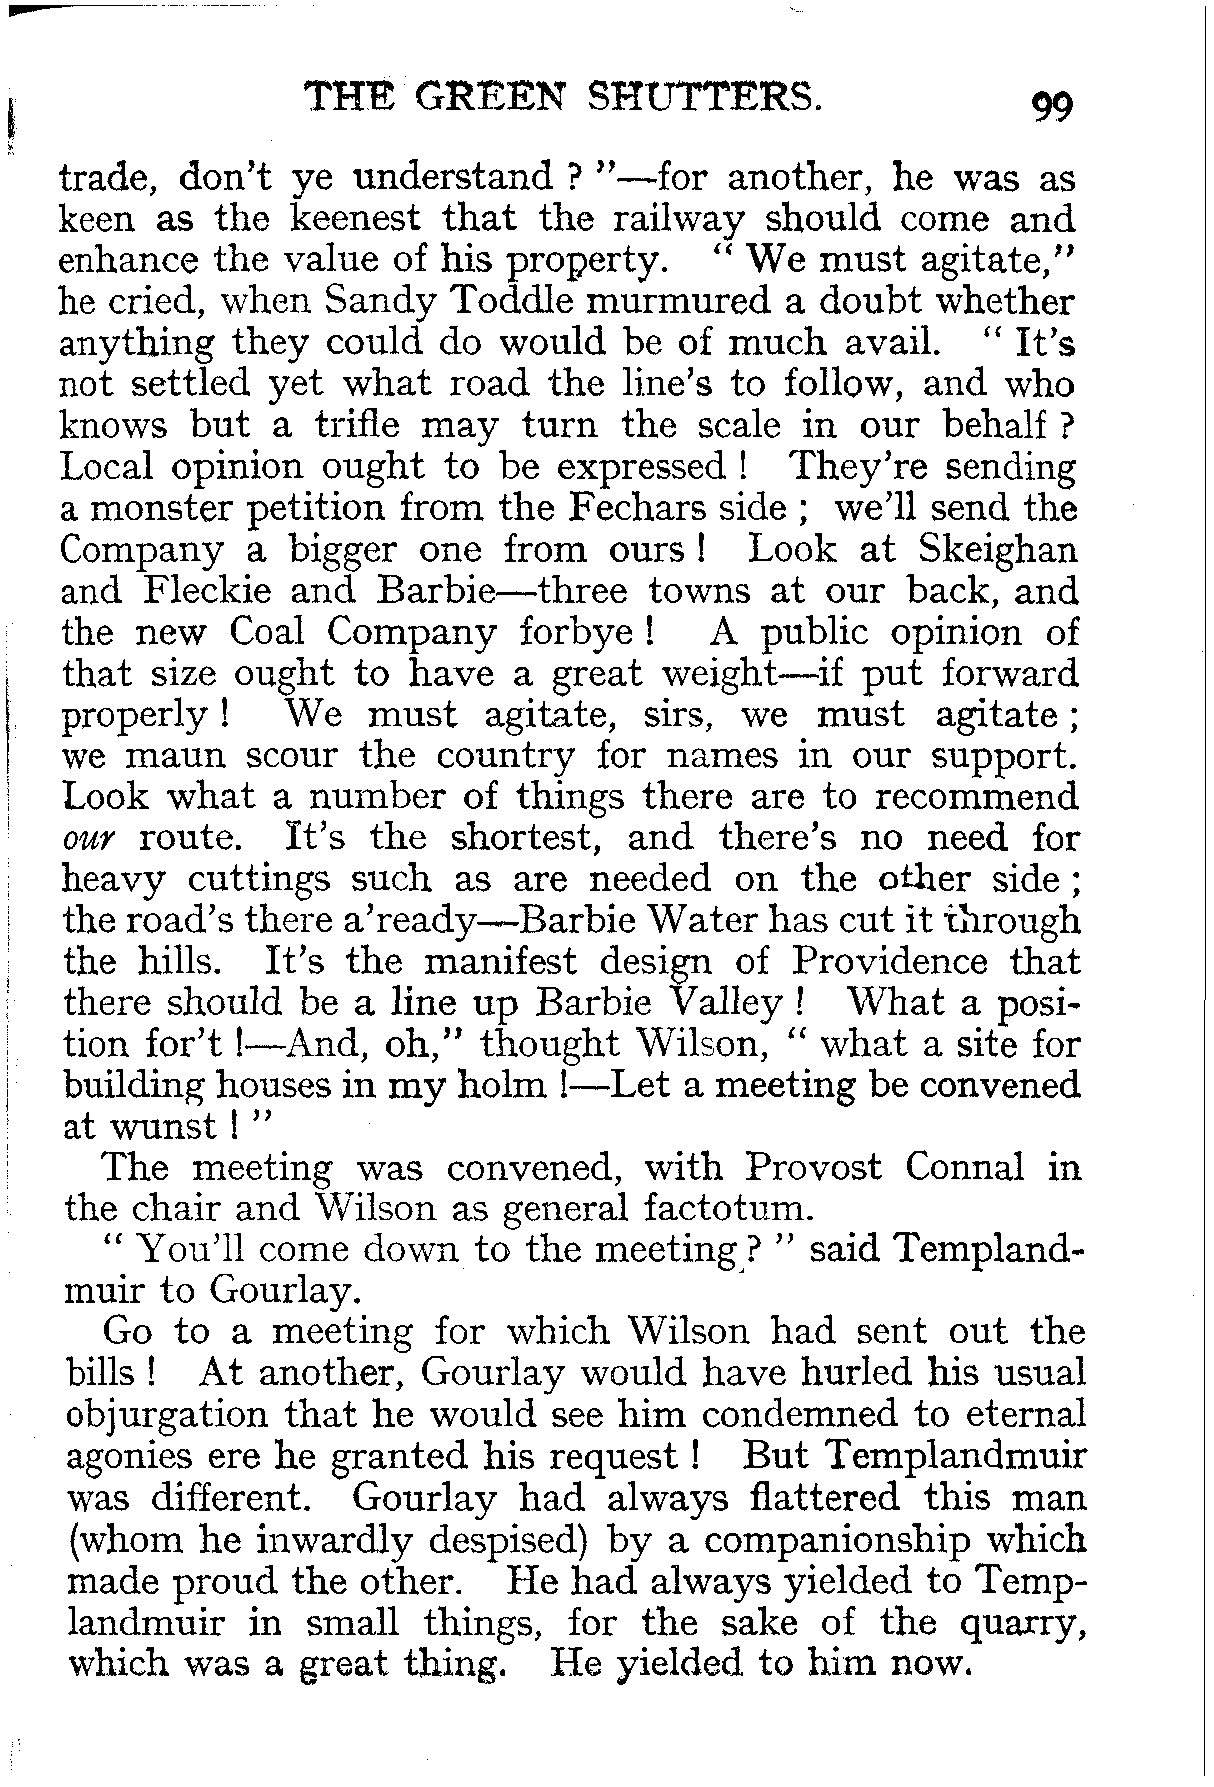 THE GREEN SHUTTERS. 99
trade, don't ye understand ? "—for another, he was as
keen as the keenest that the railway should come and
enhance the value of his property. " We must agitate,"
he cried, when Sandy Toddle murmured a doubt whether
anything they could do would be of much avail. " It's
not settled yet what road the line's to follow, and who
knows but a trifle may turn the scale in our behalf ?
Local opinion ought to be expressed ! They're sending
a monster petition from the Fechars side ; we'll send the
Company a bigger one from ours ! Look at Skeighan
and Fleckie and Barbie—three towns at our back, and
the new Coal Company forbye ! A public opinion of
that size ought to have a great weight—if put forward
properly ! We must agitate, sirs, we must agitate ;
we maun scour the country for names in our support.
Look what a number of things there are to recommend
our route. It's the shortest, and there's no need for
heavy cuttings such as are needed on the other side ;
the road's there a'ready—Barbie Water has cut it through
the hills. It's the manifest design of Providence that
there should be a line up Barbie Valley ! What a posi-
tion for't !—And, oh," thought Wilson, " what a site for
building houses in my holm !—Let a meeting be convened
at wunst ! "
The meeting was convened, with Provost Connal in
the chair and Wilson as general factotum.
" You'll come down to the meeting ? " said Templand-
muir to Gourlay.
Go to a meeting for which Wilson had sent out the
bills ! At another, Gourlay would have hurled his usual
objurgation that he would see him condemned to eternal
agonies ere he granted his request ! But Templandmuir
was different. Gourlay had always flattered this man
(whom he inwardly despised) by a companionship which
made proud the other. He had always yielded to Temp-
landmuir in small things, for the sake of the quarry,
which was a great thing. He yielded to him now.